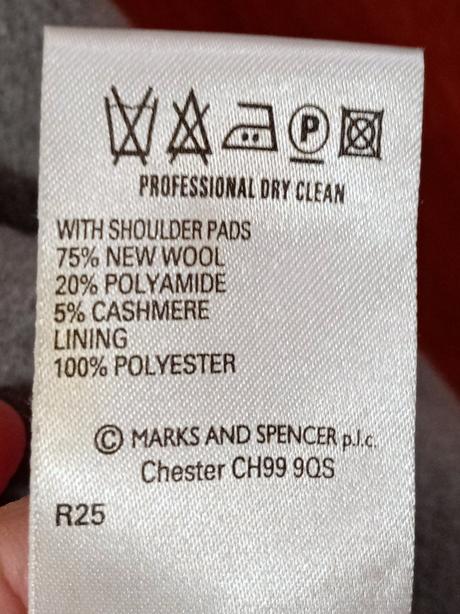 P
PROFESSIONAL DRY CLEAN
WITH SHOULDER PADS
75% NEW WOOL
20% POLYAMIDE
5% CASHMERE
LINING
100% POLYESTER
© MARKS AND SPENCER p.l.c.
Chester CH99 9QS
R25